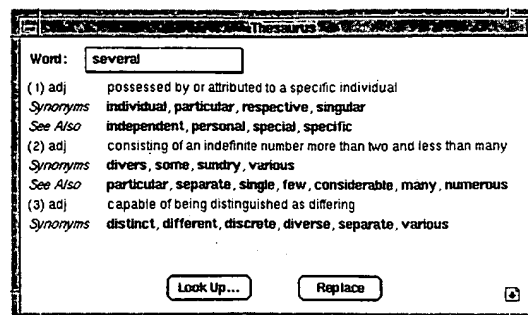 Thesaurus
Word: several
(1) adj possessed by or attributed to a specific individual
Synonyms individual, particular, respective, singular
See Also independent, personal, special, specific
(2) adj consisting of an indefinite number more than two and less than many
Synonyms divers, some, sundry, various
See Also particular, separate, single, few, considerable, many, numerous
(3) adj capable of being distinguished as differing
Synonyms distinct, different, discrete, diverse, separate, various
Look Up... Replace